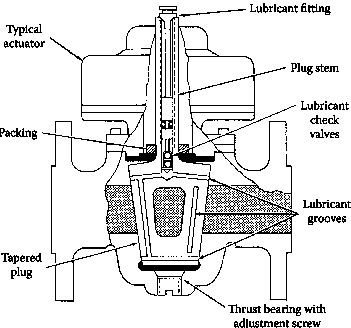 Lubricant fitting
Typical
actuator
Plug stem
Lubricant
check
valves
Packing
Lubricant
grooves
Tapered
plug
Thrust bearing with
adjustment screw